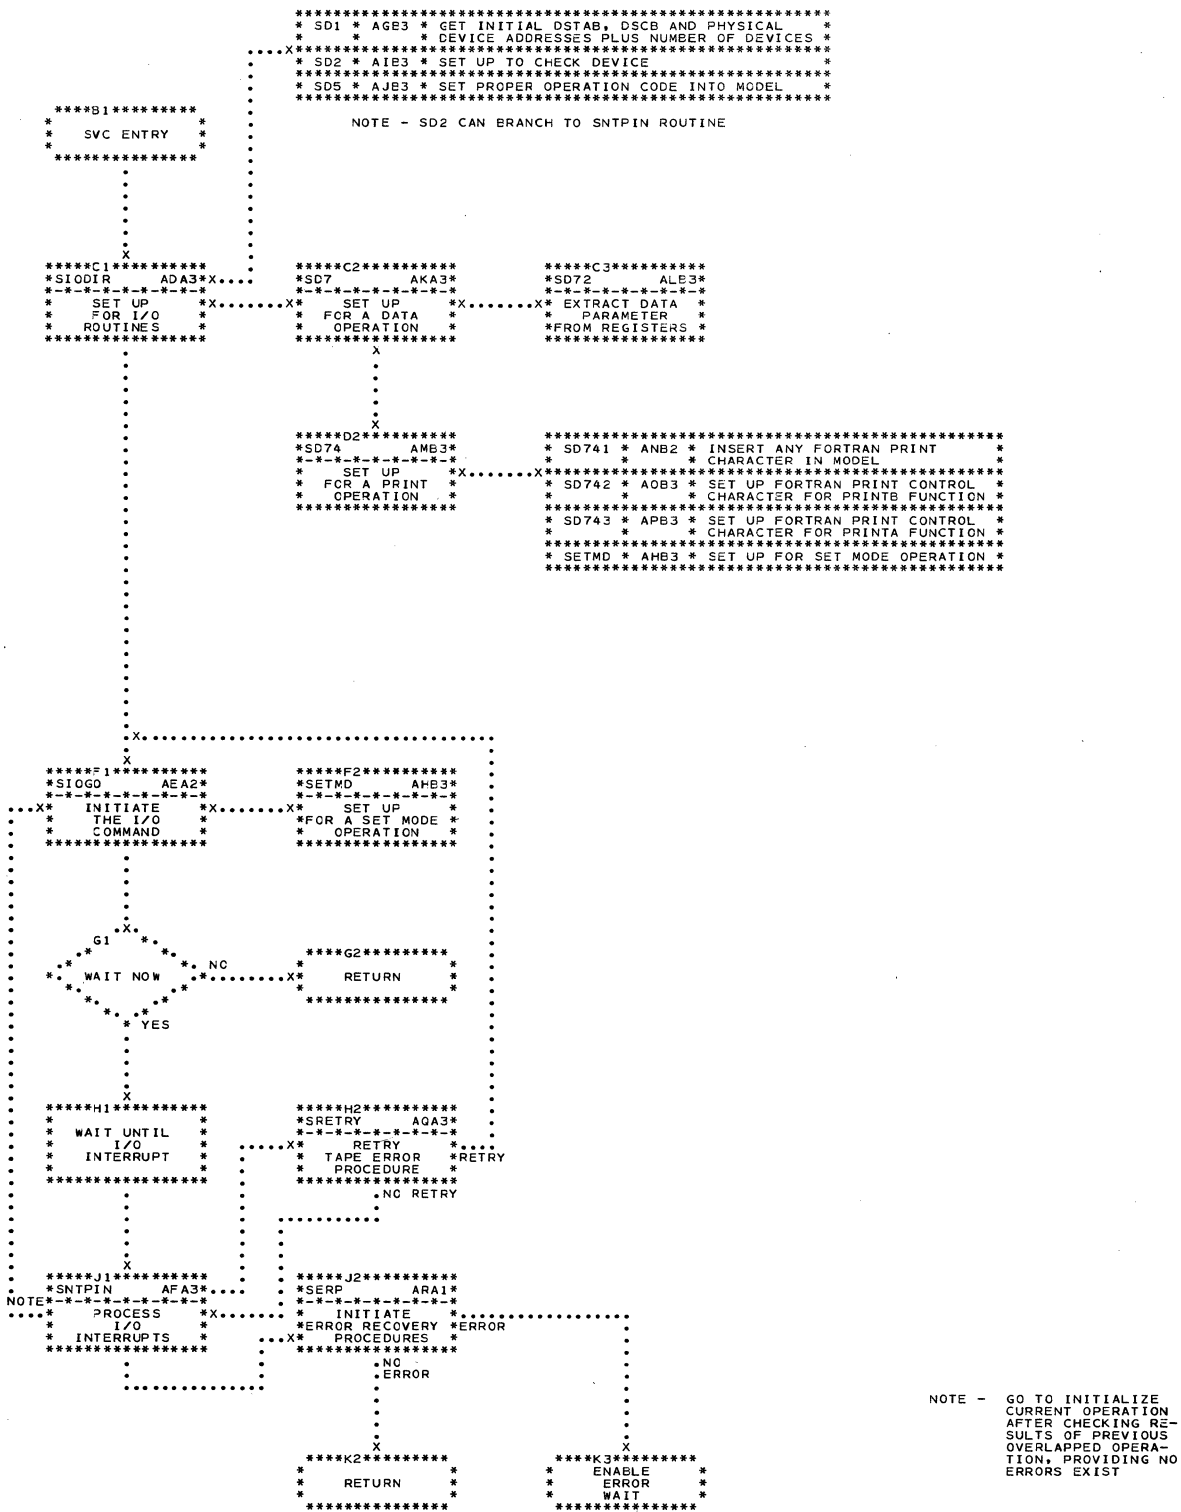 SD1 * AGB3 * GET INITIAL DSTAB, DSCB AND PHYSICAL
DEVICE ADDRESSES PLUS NUMBER OF DEVICES
SD2 * AIB3 * SET UP TO CHECK DEVICE
SD5 * AJB3 * SET PROPER OPERATION CODE INTO MODEL
NOTE - SD2 CAN BRANCH TO SNTPIN ROUTINE
B1
SVC ENTRY
C1
SIODIR ADA3
SET UP
FOR I/O
ROUTINES
C2
SD7 AKA3
SET UP
FOR A DATA
OPERATION
C3
SD72 ALB3
EXTRACT DATA
PARAMETER
FROM REGISTERS
D2
SD74 AMB3
SET UP
FOR A PRINT
OPERATION
SD741 * ANB2 * INSERT ANY FORTRAN PRINT
CHARACTER IN MODEL
SD742 * AOB3 * SET UP FORTRAN PRINT CONTROL
CHARACTER FOR PRINTB FUNCTION
SD743 * APB3 * SET UP FORTRAN PRINT CONTROL
CHARACTER FOR PRINTA FUNCTION
SETMD * AHB3 * SET UP FOR SET MODE OPERATION
F1
SIOGO AEA2
INITIATE
THE I/O
COMMAND
F2
SETMD AHB3
SET UP
FOR A SET MODE
OPERATION
G1
WAIT NOW
NO
YES
G2
RETURN
H1
WAIT UNTIL
I/O
INTERRUPT
H2
SRETRY AQA3
RETRY
TAPE ERROR
PROCEDURE
RETRY
NO RETRY
J1
SNTPIN AFA3
NOTE
PROCESS
I/O
INTERRUPTS
J2
SERP ARA1
INITIATE
ERROR RECOVERY
PROCEDURES
ERROR
NO
ERROR
K2
RETURN
K3
ENABLE
ERROR
WAIT
NOTE - GO TO INITIALIZE
CURRENT OPERATION
AFTER CHECKING RE-
SULTS OF PREVIOUS
OVERLAPPED OPERA-
TION, PROVIDING NO
ERRORS EXIST